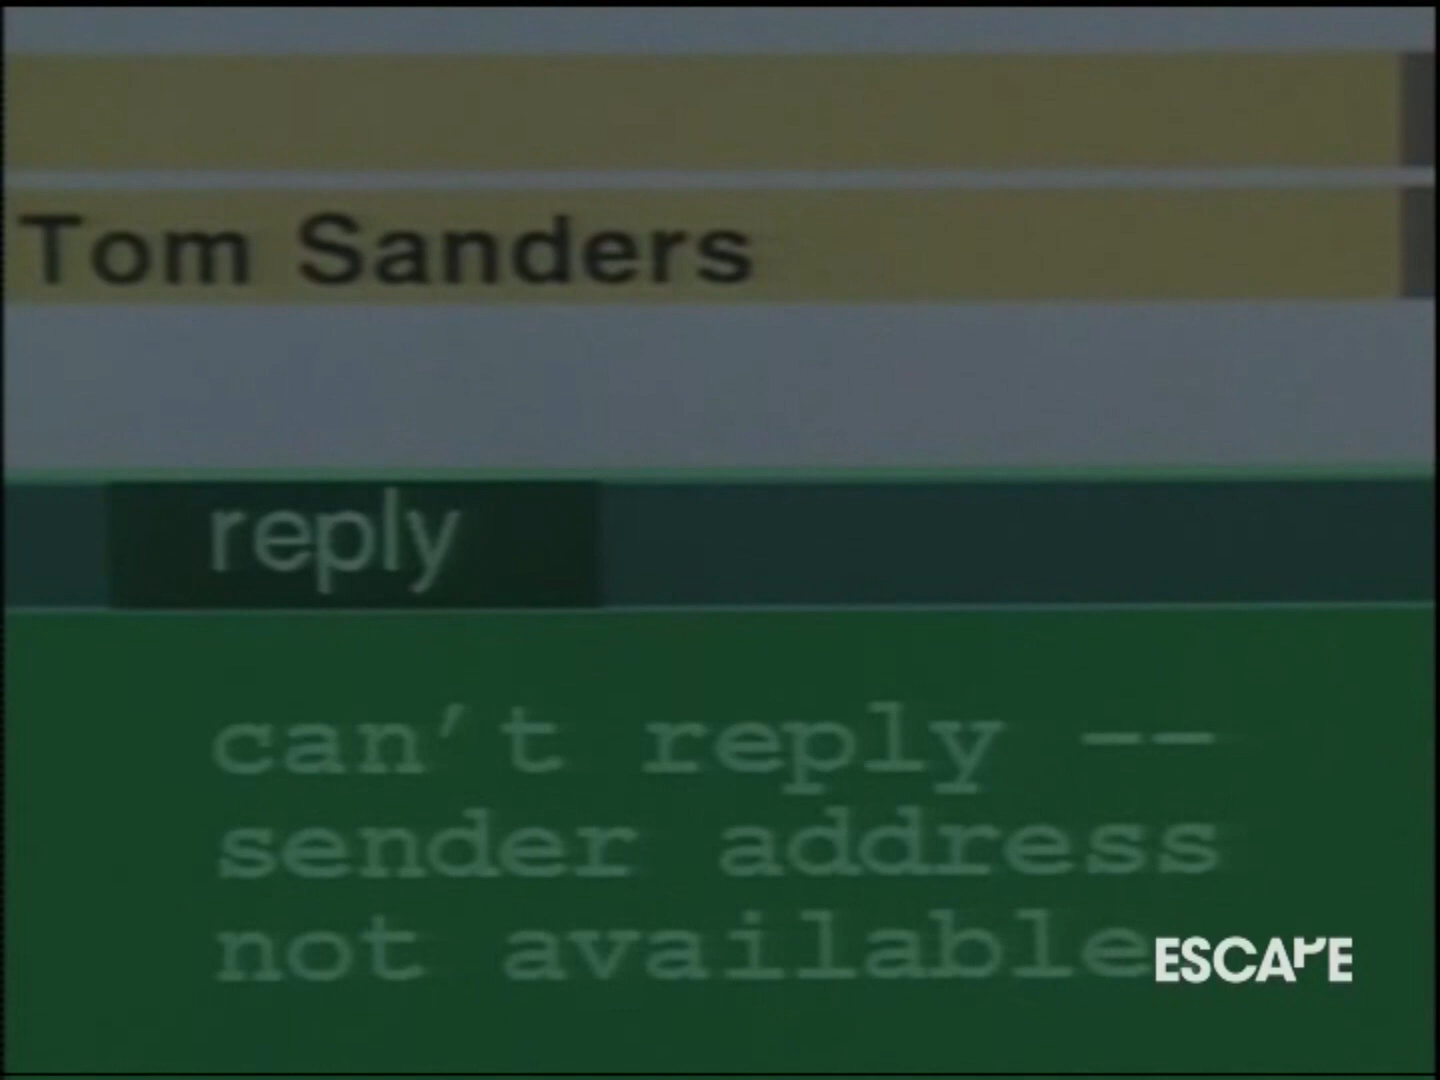 Tom Sanders
reply
can't reply --
sender address
not available
ESCAPE